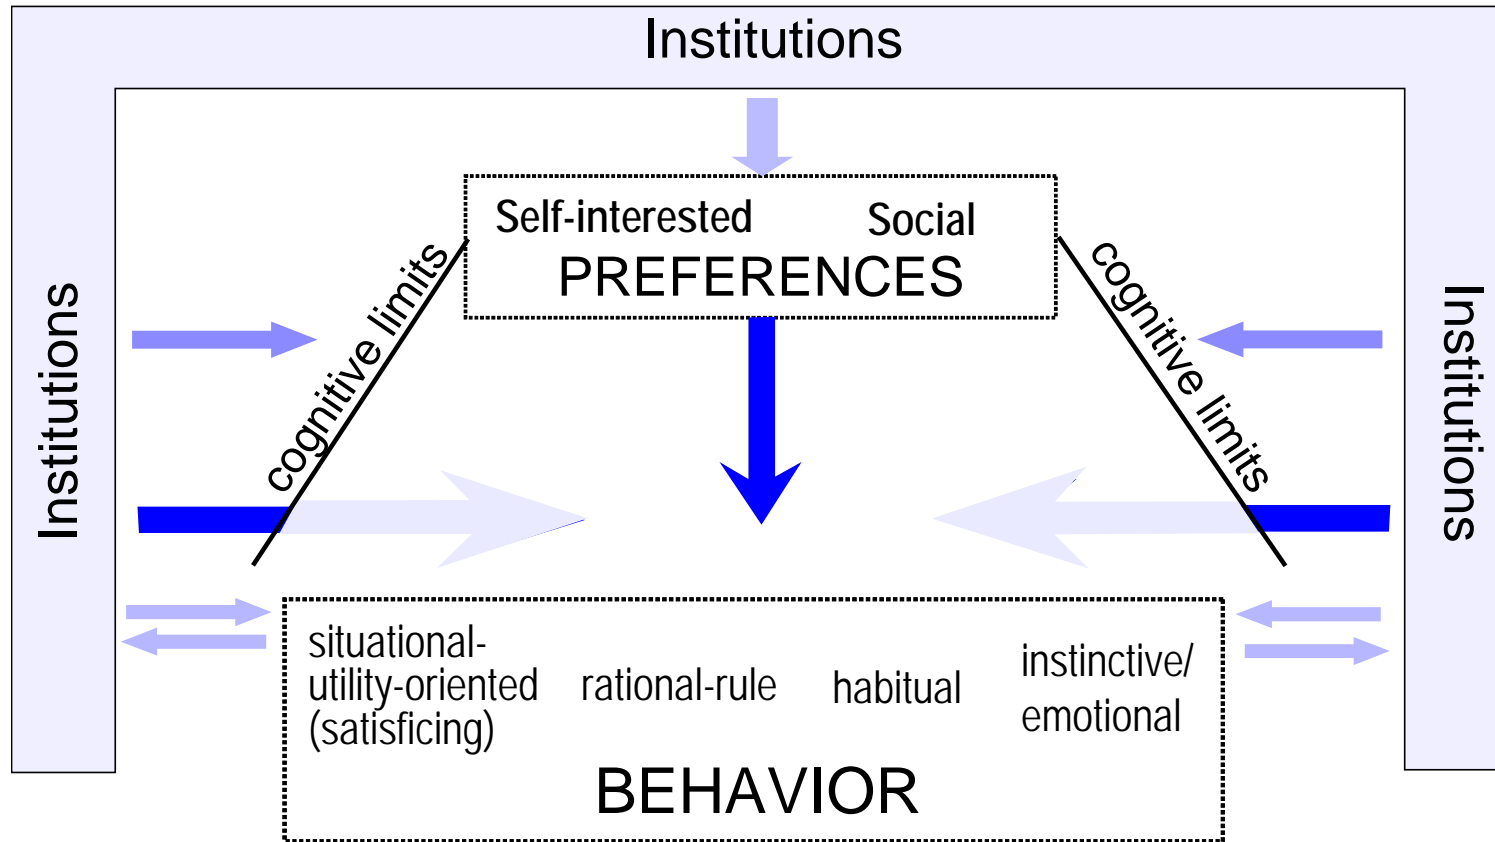 Institutions
Self-interested Social
PREFERENCES
cognitive limits
cognitive limits
Institutions
Institutions
situational-
utility-oriented
(satisficing)
rational-rule
habitual
instinctive/
emotional
BEHAVIOR